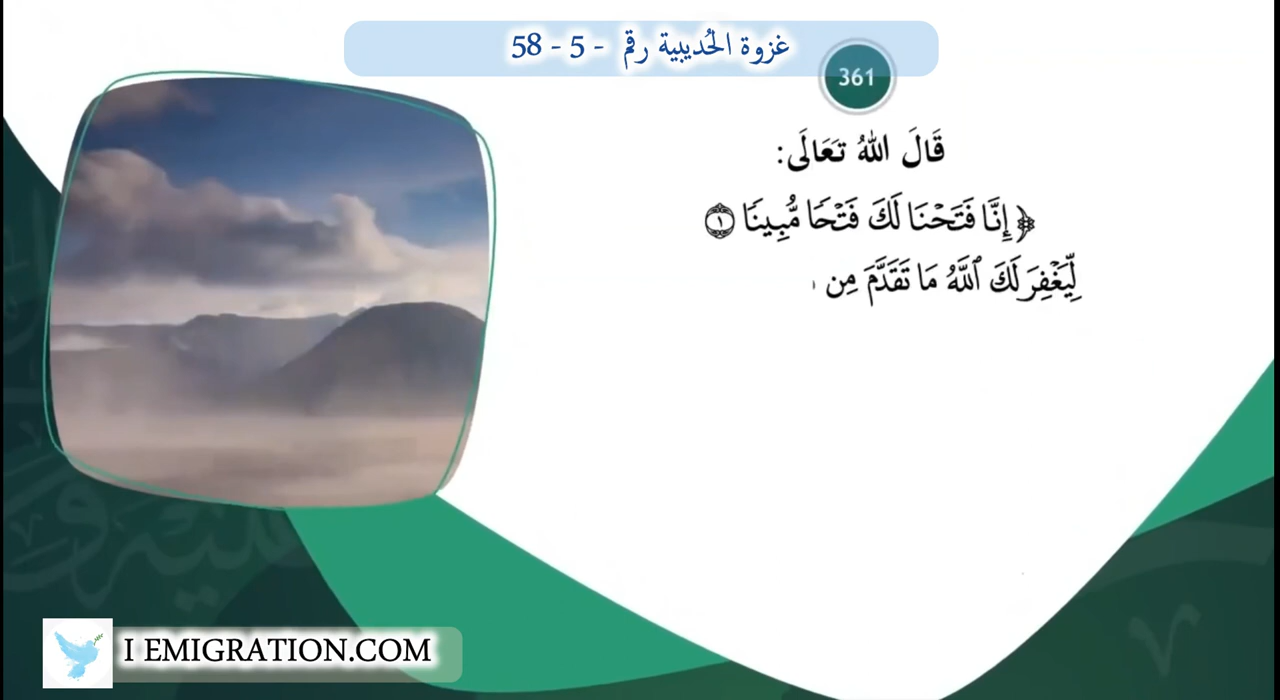 غزوة الحُديبية رقم - 5 - 58
361
قَالَ اللهُ تَعَالَى:
﴿إِنَّا فَتَحْنَا لَكَ فَتْحًا مُّبِينًا ۝١
لِّيَغْفِرَ لَكَ ٱللَّهُ مَا تَقَدَّمَ مِن
I EMIGRATION.COM